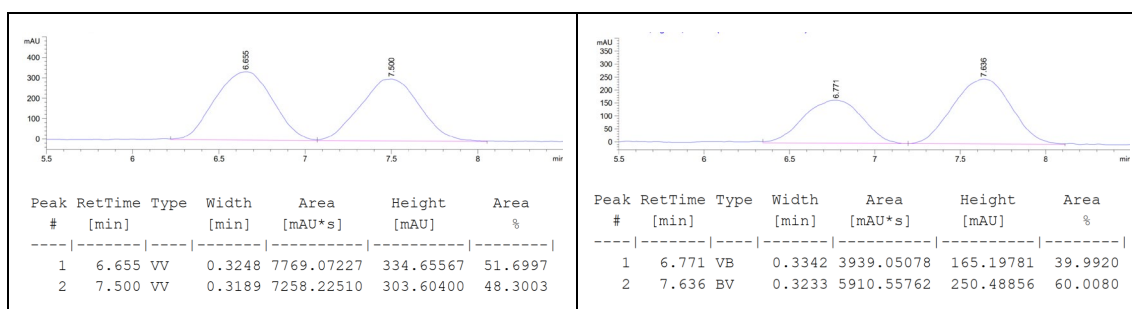 mAU
400
300
200
100
0
6.655
7.500
5.5 6 6.5 7 7.5 8 min
Peak RetTime Type Width Area Height Area
# [min] [min] [mAU*s] [mAU] %
----|-------|----|-------|----------|----------|--------|
1 6.655 VV 0.3248 7769.07227 334.65567 51.6997
2 7.500 VV 0.3189 7258.22510 303.60400 48.3003
mAU
350
300
250
200
150
100
50
0
6.771
7.636
5.5 6 6.5 7 7.5 8 min
Peak RetTime Type Width Area Height Area
# [min] [min] [mAU*s] [mAU] %
----|-------|----|-------|----------|----------|--------|
1 6.771 VB 0.3342 3939.05078 165.19781 39.9920
2 7.636 BV 0.3233 5910.55762 250.48856 60.0080